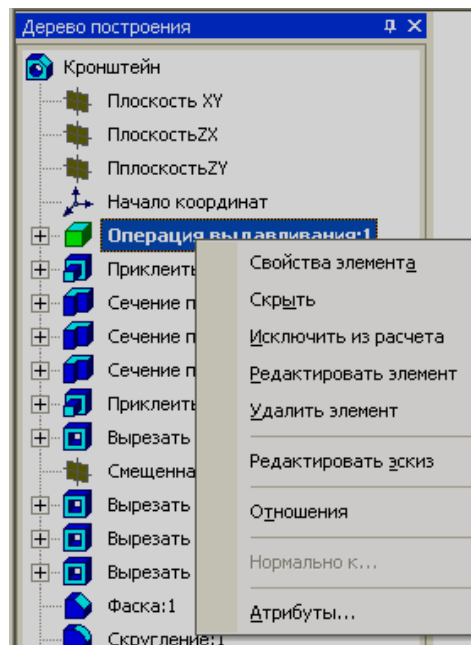 Дерево построения
Кронштейн
Плоскость XY
ПлоскостьZX
ПплоскостьZY
Начало координат
Операция выдавливания:1
Приклеить
Сечение п
Сечение п
Сечение п
Приклеить
Вырезать
Смещенна
Вырезать
Вырезать
Вырезать
Фаска:1
Скругление:1
Свойства элемента
Скрыть
Исключить из расчета
Редактировать элемент
Удалить элемент
Редактировать эскиз
Отношения
Нормально к...
Атрибуты...